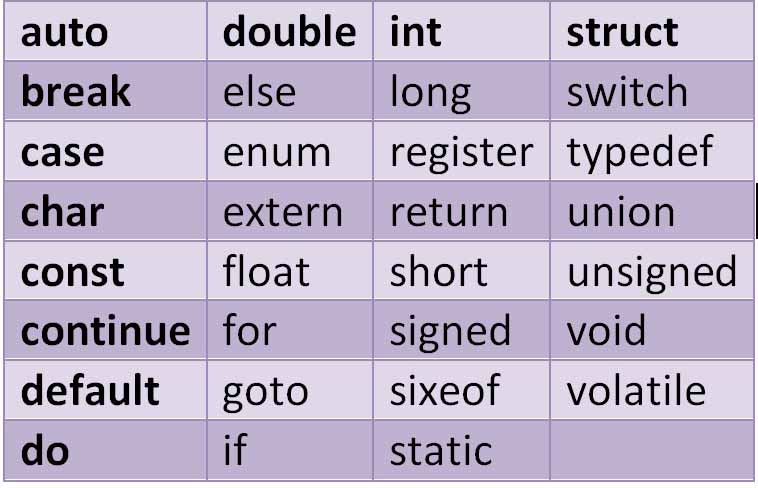 auto double int struct
break else long switch
case enum register typedef
char extern return union
const float short unsigned
continue for signed void
default goto sixeof volatile
do if static